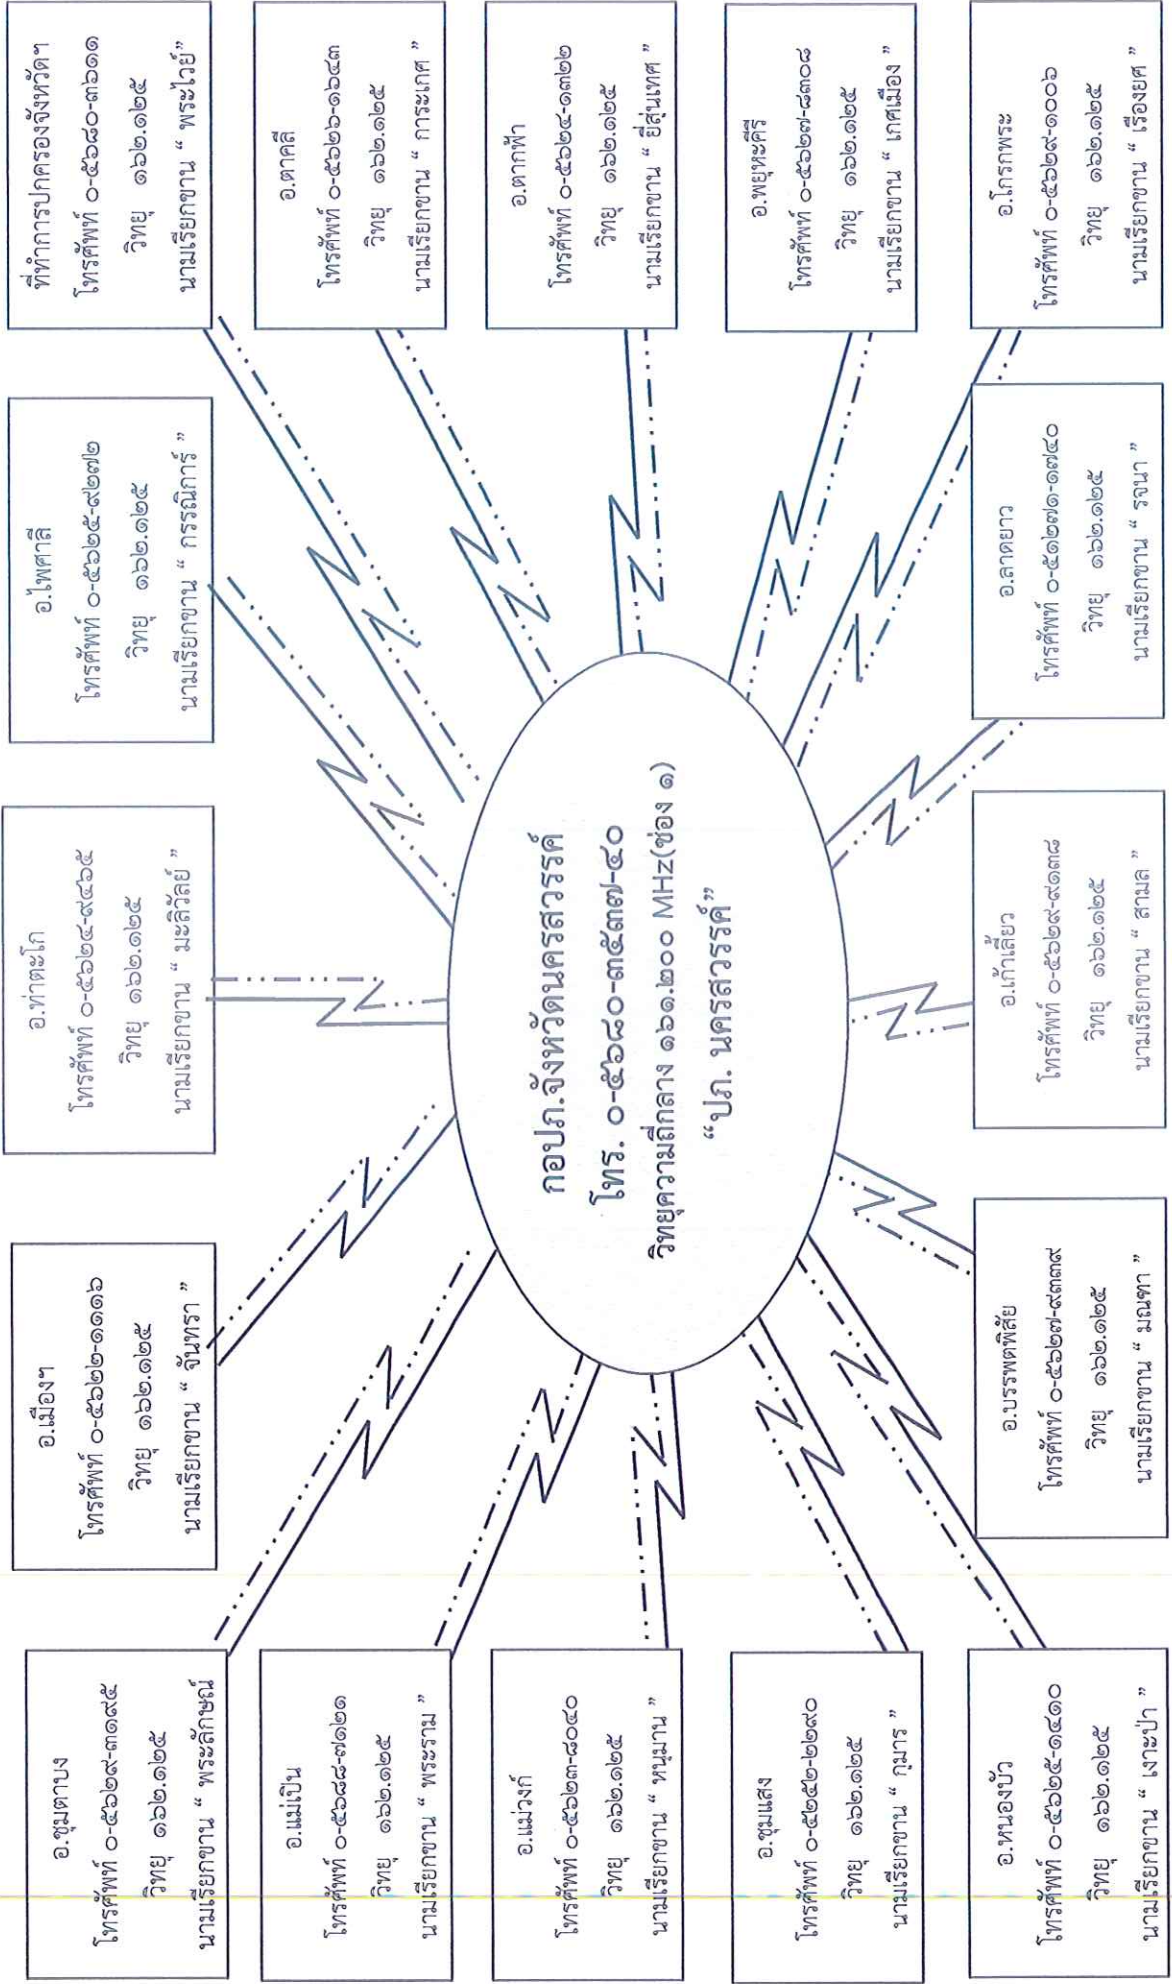 อ.ชุมตาบง
โทรศัพท์ ๐-๕๖๒๙-๓๑๙๕
วิทยุ ๑๖๒.๑๒๕
นามเรียกขาน “ พระลักษณ์
อ.เมืองฯ
โทรศัพท์ ๐-๕๖๒๒-๑๑๑๖
วิทยุ ๑๖๒.๑๒๕
นามเรียกขาน “ จันทรา ”
อ.ท่าตะโก
โทรศัพท์ ๐-๕๖๒๔-๙๔๖๕
วิทยุ ๑๖๒.๑๒๕
นามเรียกขาน “ มะลิวัลย์ ”
อ.ไพศาลี
โทรศัพท์ ๐-๕๖๒๕-๙๒๗๒
วิทยุ ๑๖๒.๑๒๕
นามเรียกขาน “ กรรณิการ์ ”
ที่ทำการปกครองจังหวัดฯ
โทรศัพท์ ๐-๕๖๘๐-๓๖๑๑
วิทยุ ๑๖๒.๑๒๕
นามเรียกขาน “ พระไวย์”
อ.แม่เปิน
โทรศัพท์ ๐-๕๖๘๘-๗๑๒๑
วิทยุ ๑๖๒.๑๒๕
นามเรียกขาน “ พระราม ”
อ.ตาคลี
โทรศัพท์ ๐-๕๖๒๖-๑๖๔๓
วิทยุ ๑๖๒.๑๒๕
นามเรียกขาน “ การะเกศ ”
อ.แม่วงก์
โทรศัพท์ ๐-๕๖๒๓-๘๐๔๐
วิทยุ ๑๖๒.๑๒๕
นามเรียกขาน “ หนุมาน ”
กอปภ.จังหวัดนครสวรรค์
โทร. ๐-๕๖๘๐-๓๕๓๗-๔๐
วิทยุความถี่กลาง ๑๖๑.๒๐๐ MHz(ช่อง ๑)
“ปภ. นครสวรรค์”
อ.ตากฟ้า
โทรศัพท์ ๐-๕๖๒๔-๑๓๒๒
วิทยุ ๑๖๒.๑๒๕
นามเรียกขาน “ ยี่สุ่นเทศ ”
อ.ชุมแสง
โทรศัพท์ ๐-๕๒๕๒-๒๒๙๐
วิทยุ ๑๖๒.๑๒๕
นามเรียกขาน “ กุมาร ”
อ.พยุหะคีรี
โทรศัพท์ ๐-๕๖๒๗-๘๓๐๘
วิทยุ ๑๖๒.๑๒๕
นามเรียกขาน “ เกศเมือง ”
อ.หนองบัว
โทรศัพท์ ๐-๕๖๒๕-๑๔๑๐
วิทยุ ๑๖๒.๑๒๕
นามเรียกขาน “ เงาะป่า ”
อ.บรรพตพิสัย
โทรศัพท์ ๐-๕๖๒๗-๙๓๓๙
วิทยุ ๑๖๒.๑๒๕
นามเรียกขาน “ มณฑา ”
อ.เก้าเลี้ยว
โทรศัพท์ ๐-๕๖๒๙-๙๑๓๘
วิทยุ ๑๖๒.๑๒๕
นามเรียกขาน “ สามล ”
อ.ลาดยาว
โทรศัพท์ ๐-๕๑๒๗๑-๑๗๔๐
วิทยุ ๑๖๒.๑๒๕
นามเรียกขาน “ รจนา ”
อ.โกรกพระ
โทรศัพท์ ๐-๕๖๒๙-๑๐๐๖
วิทยุ ๑๖๒.๑๒๕
นามเรียกขาน “ เรืองยศ ”